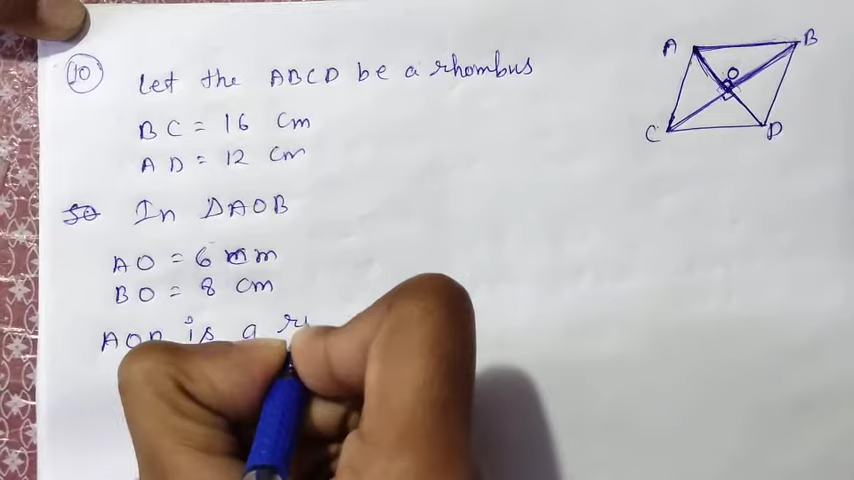 10 Let the ABCD be a rhombus
BC = 16 cm
AD = 12 cm
In ΔAOB
AO = 6 cm
BO = 8 cm
AOB is a
A
B
O
C
D